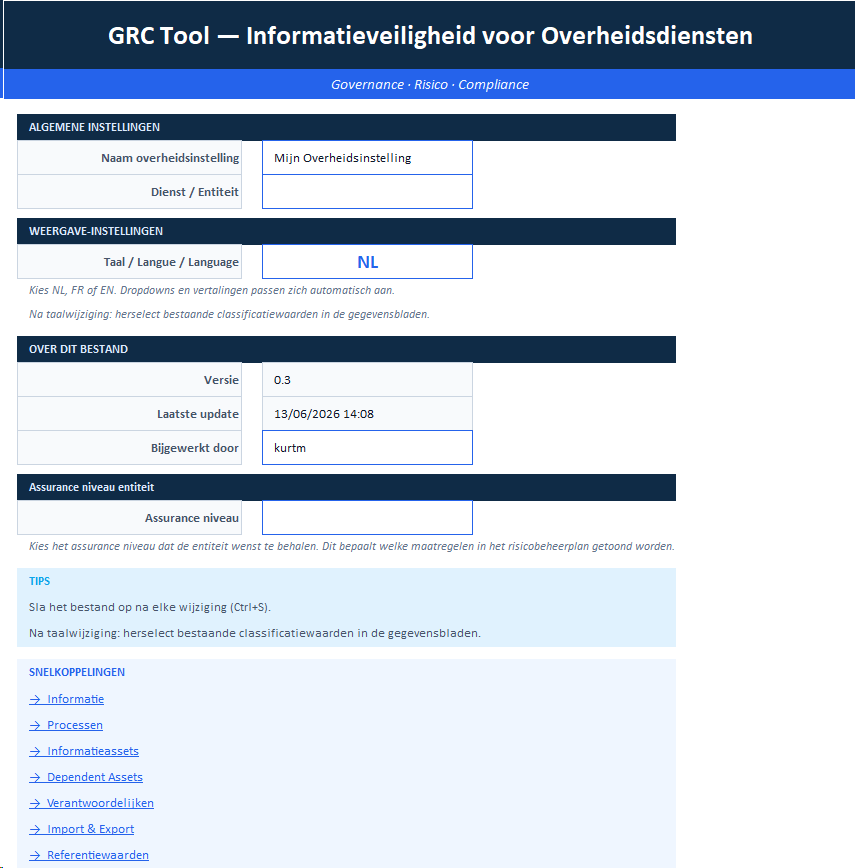 GRC Tool — Informatieveiligheid voor Overheidsdiensten
Governance · Risico · Compliance
ALGEMENE INSTELLINGEN
Naam overheidsinstelling
Mijn Overheidsinstelling
Dienst / Entiteit
WEERGAVE-INSTELLINGEN
Taal / Langue / Language
NL
Kies NL, FR of EN. Dropdowns en vertalingen passen zich automatisch aan.
Na taalwijziging: herselect bestaande classificatiewaarden in de gegevensbladen.
OVER DIT BESTAND
Versie
0.3
Laatste update
13/06/2026 14:08
Bijgewerkt door
kurtm
Assurance niveau entiteit
Assurance niveau
Kies het assurance niveau dat de entiteit wenst te behalen. Dit bepaalt welke maatregelen in het risicobeheerplan getoond worden.
TIPS
Sla het bestand op na elke wijziging (Ctrl+S).
Na taalwijziging: herselect bestaande classificatiewaarden in de gegevensbladen.
SNELKOPPELINGEN
→ Informatie
→ Processen
→ Informatieassets
→ Dependent Assets
→ Verantwoordelijken
→ Import & Export
→ Referentiewaarden